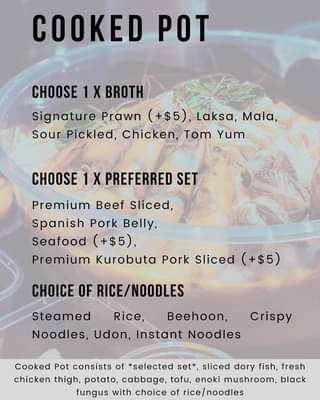 COOKED POT
CHOOSE 1 X BROTH
Signature Prawn (+$5), Laksa, Mala,
Sour Pickled, Chicken, Tom Yum
CHOOSE 1 X PREFERRED SET
Premium Beef Sliced,
Spanish Pork Belly,
Seafood (+$5),
Premium Kurobuta Pork Sliced (+$5)
CHOICE OF RICE/NOODLES
Steamed Rice, Beehoon, Crispy
Noodles, Udon, Instant Noodles
Cooked Pot consists of *selected set*, sliced dory fish, fresh
chicken thigh, potato, cabbage, tofu, enoki mushroom, black
fungus with choice of rice/noodles